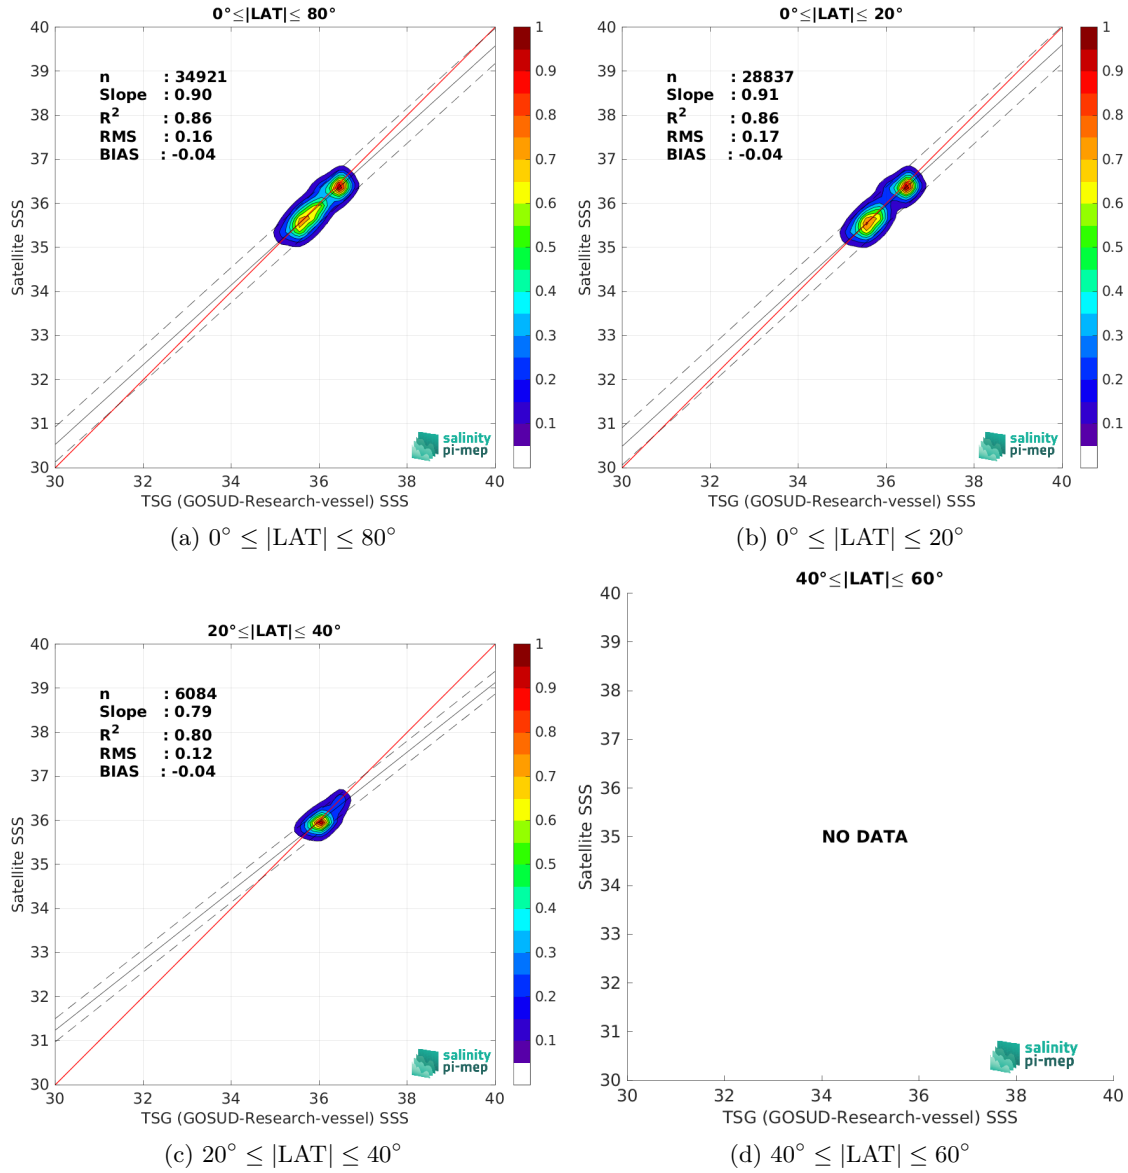 0°≤|LAT|≤ 80°
40
39
38
37
36
35
34
33
32
31
30
30 32 34 36 38 40
Satellite SSS
TSG (GOSUD-Research-vessel) SSS
n : 34921
Slope : 0.90
R² : 0.86
RMS : 0.16
BIAS : -0.04
1
0.9
0.8
0.7
0.6
0.5
0.4
0.3
0.2
0.1
salinity
pi-mep
(a) 0° ≤ |LAT| ≤ 80°
0°≤|LAT|≤ 20°
40
39
38
37
36
35
34
33
32
31
30
30 32 34 36 38 40
Satellite SSS
TSG (GOSUD-Research-vessel) SSS
n : 28837
Slope : 0.91
R² : 0.86
RMS : 0.17
BIAS : -0.04
1
0.9
0.8
0.7
0.6
0.5
0.4
0.3
0.2
0.1
salinity
pi-mep
(b) 0° ≤ |LAT| ≤ 20°
20°≤|LAT|≤ 40°
40
39
38
37
36
35
34
33
32
31
30
30 32 34 36 38 40
Satellite SSS
TSG (GOSUD-Research-vessel) SSS
n : 6084
Slope : 0.79
R² : 0.80
RMS : 0.12
BIAS : -0.04
1
0.9
0.8
0.7
0.6
0.5
0.4
0.3
0.2
0.1
salinity
pi-mep
(c) 20° ≤ |LAT| ≤ 40°
40°≤|LAT|≤ 60°
40
39
38
37
36
35
34
33
32
31
30
30 32 34 36 38 40
Satellite SSS
TSG (GOSUD-Research-vessel) SSS
NO DATA
salinity
pi-mep
(d) 40° ≤ |LAT| ≤ 60°